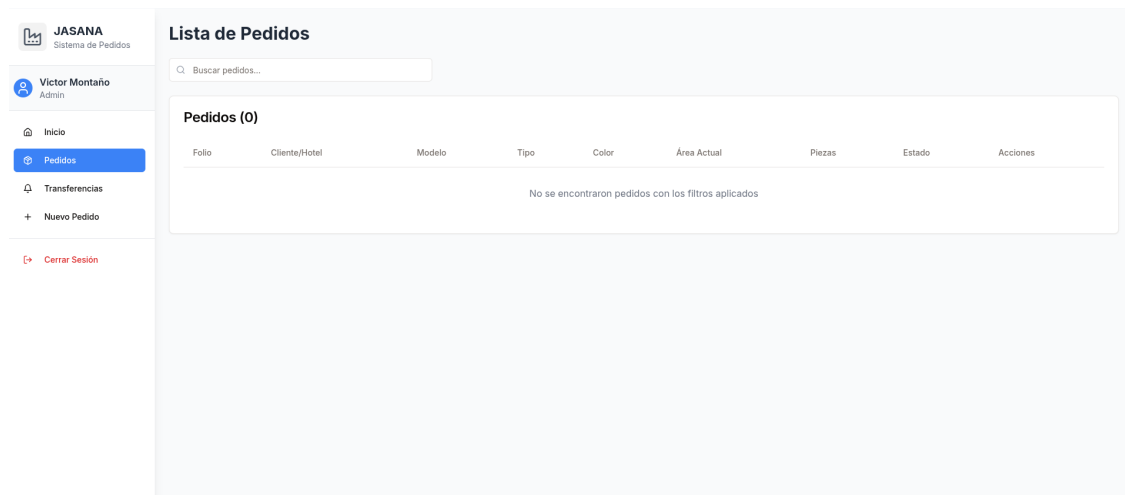 JASANA
Sistema de Pedidos
Victor Montaño
Admin
Inicio
Pedidos
Transferencias
Nuevo Pedido
Cerrar Sesión
Lista de Pedidos
Buscar pedidos...
Pedidos (0)
Folio Cliente/Hotel Modelo Tipo Color Área Actual Piezas Estado Acciones
No se encontraron pedidos con los filtros aplicados